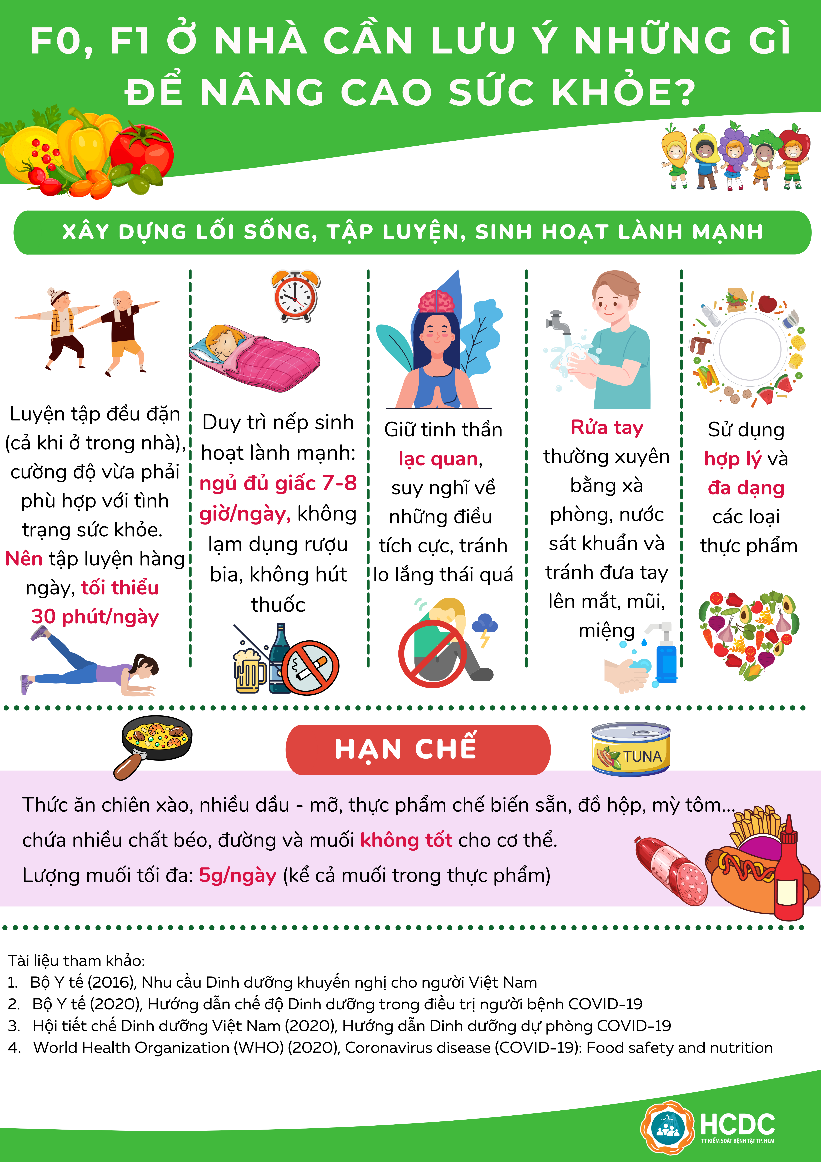 F0, F1 Ở NHÀ CẦN LƯU Ý NHỮNG GÌ
ĐỂ NÂNG CAO SỨC KHỎE?
XÂY DỰNG LỐI SỐNG, TẬP LUYỆN, SINH HOẠT LÀNH MẠNH
Luyện tập đều đặn
(cả khi ở trong nhà),
cường độ vừa phải
phù hợp với tình
trạng sức khỏe.
Nên tập luyện hàng
ngày, tối thiểu
30 phút/ngày
Duy trì nếp sinh
hoạt lành mạnh:
ngủ đủ giấc 7-8
giờ/ngày, không
lạm dụng rượu
bia, không hút
thuốc
Giữ tinh thần
lạc quan,
suy nghĩ về
những điều
tích cực, tránh
lo lắng thái quá
Rửa tay
thường xuyên
bằng xà
phòng, nước
sát khuẩn và
tránh đưa tay
lên mắt, mũi,
miệng
Sử dụng
hợp lý và
đa dạng
các loại
thực phẩm
HẠN CHẾ
TUNA
Thức ăn chiên xào, nhiều dầu - mỡ, thực phẩm chế biến sẵn, đồ hộp, mỳ tôm...
chứa nhiều chất béo, đường và muối không tốt cho cơ thể.
Lượng muối tối đa: 5g/ngày (kể cả muối trong thực phẩm)
Tài liệu tham khảo:
1. Bộ Y tế (2016), Nhu cầu Dinh dưỡng khuyến nghị cho người Việt Nam
2. Bộ Y tế (2020), Hướng dẫn chế độ Dinh dưỡng trong điều trị người bệnh COVID-19
3. Hội tiết chế Dinh dưỡng Việt Nam (2020), Hướng dẫn Dinh dưỡng dự phòng COVID-19
4. World Health Organization (WHO) (2020), Coronavirus disease (COVID-19): Food safety and nutrition
HCDC
TT KIỂM SOÁT BỆNH TẬT TP. HCM